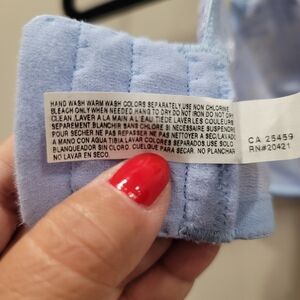 HAND WASH WARM WASH COLORS SEPARATELY USE NON CHLORINE
BLEACH ONLY WHEN NEEDED HANG TO DRY DO NOT IRON DO NOT DRY
CLEAN .LAVER A LA MAIN A L EAU TIEDE LAVER LES COULEURS
SEPAREMENT BLANCHIR SANS CHLORE SI NECESSAIRE SUSPENDRE
POUR SECHER NE PAS REPASSER NE PAS NETTOYER A SEC .LAVAR
A MANO CON AGUA TIBIA LAVAR COLORES SEPARADOS USE SOLO
BLANQUEADOR SIN CLORO. CUELGUE PARA SECAR. NO PLANCHAR
NO LAVAR EN SECO.
CA 25459
RN#20421